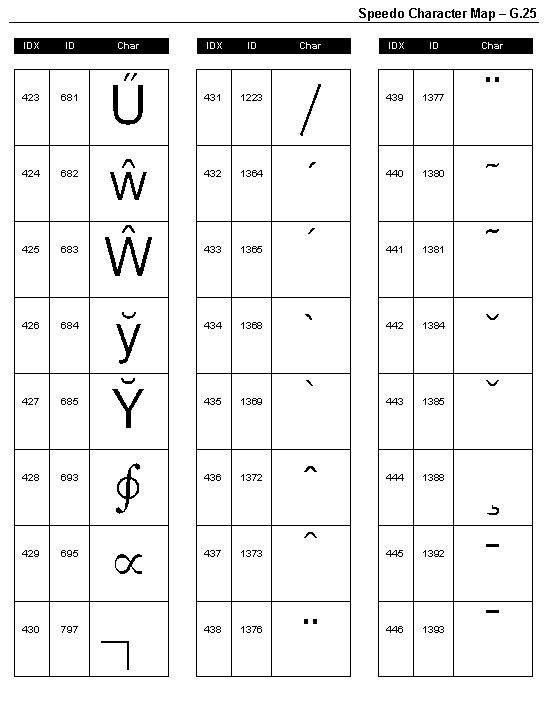 Speedo Character Map – G.25
IDX ID Char
423 681 Ű
424 682 ŵ
425 683 Ŵ
426 684 y̆
427 685 Y̆
428 693 ∮
429 695 ∝
430 797 ┐
IDX ID Char
431 1223 /
432 1364 ´
433 1365 ´
434 1368 `
435 1369 `
436 1372 ^
437 1373 ^
438 1376 ¨
IDX ID Char
439 1377 ¨
440 1380 ˜
441 1381 ˜
442 1384 ˘
443 1385 ˘
444 1388 ¸
445 1392 ¯
446 1393 ¯